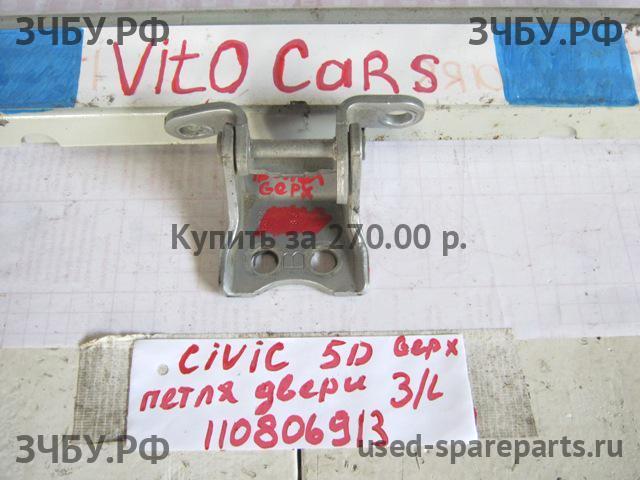 ЗЧБУ.РФ
ЗЧБУ.РФ
Vito Cars
верх
Купить за 270.00 р.
B
CiViC 5D верх
петля двери З/L
110806913
ЗЧБУ.РФ
used-spareparts.ru